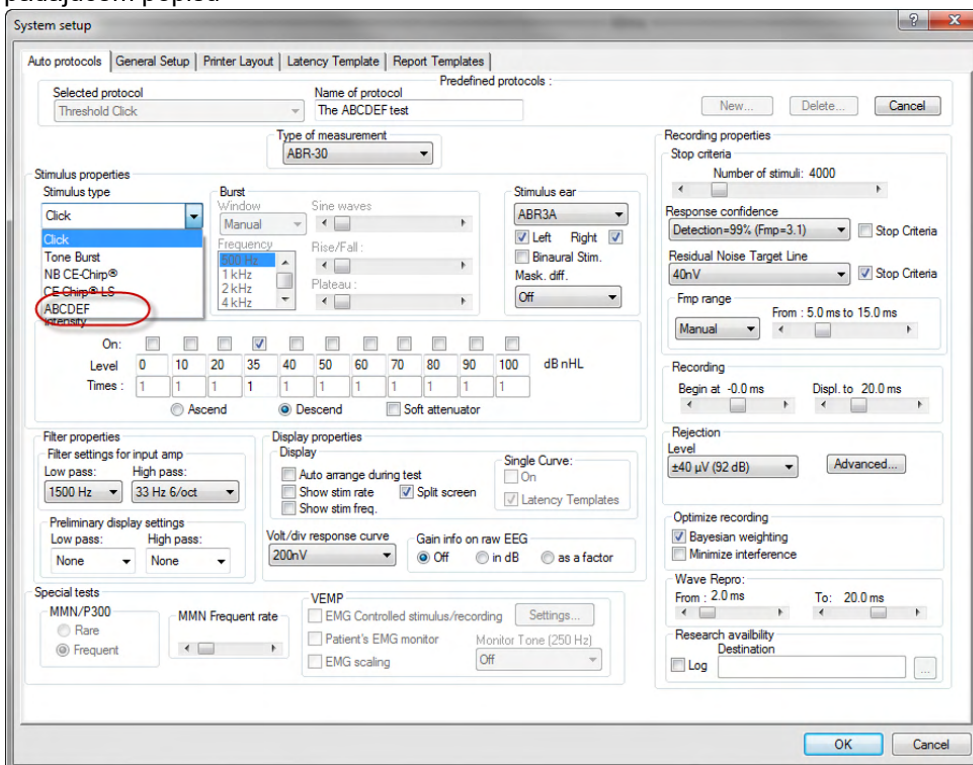 padajućem popisu
System setup
Auto protocols General Setup Printer Layout Latency Template Report Templates
Predefined protocols :
Selected protocol Name of protocol
Threshold Click The ABCDEF test New... Delete... Cancel
Type of measurement
ABR-30
Stimulus properties
Stimulus type
Click
Click
Tone Burst
NB CE-Chirp®
CE-Chirp® LS
ABCDEF
Burst
Window Sine waves
Manual
Frequency Rise/Fall :
500 Hz
1 kHz
2 kHz Plateau :
4 kHz
Stimulus ear
ABR3A
Left Right
Binaural Stim.
Mask. diff.
Off
Intensity
On:
Level 0 10 20 35 40 50 60 70 80 90 100 dB nHL
Times : 1 1 1 1 1 1 1 1 1 1 1
Ascend Descend Soft attenuator
Filter properties
Filter settings for input amp
Low pass: High pass:
1500 Hz 33 Hz 6/oct
Preliminary display settings
Low pass: High pass:
None None
Display properties
Display
Auto arrange during test
Show stim rate Split screen
Show stim freq.
Single Curve:
On
Latency Templates
Volt/div response curve
200nV
Gain info on raw EEG
Off in dB as a factor
Special tests
MMN/P300
Rare
Frequent
MMN Frequent rate
VEMP
EMG Controlled stimulus/recording Settings...
Patient's EMG monitor Monitor Tone (250 Hz)
EMG scaling Off
Recording properties
Stop criteria
Number of stimuli: 4000
Response confidence
Detection=99% (Fmp=3.1) Stop Criteria
Residual Noise Target Line
40nV Stop Criteria
Fmp range
From : 5.0 ms to 15.0 ms
Manual
Recording
Begin at -0.0 ms Displ. to 20.0 ms
Rejection
Level
±40 µV (92 dB) Advanced...
Optimize recording
Bayesian weighting
Minimize interference
Wave Repro:
From : 2.0 ms To: 20.0 ms
Research availbility
Destination
Log ...
OK Cancel